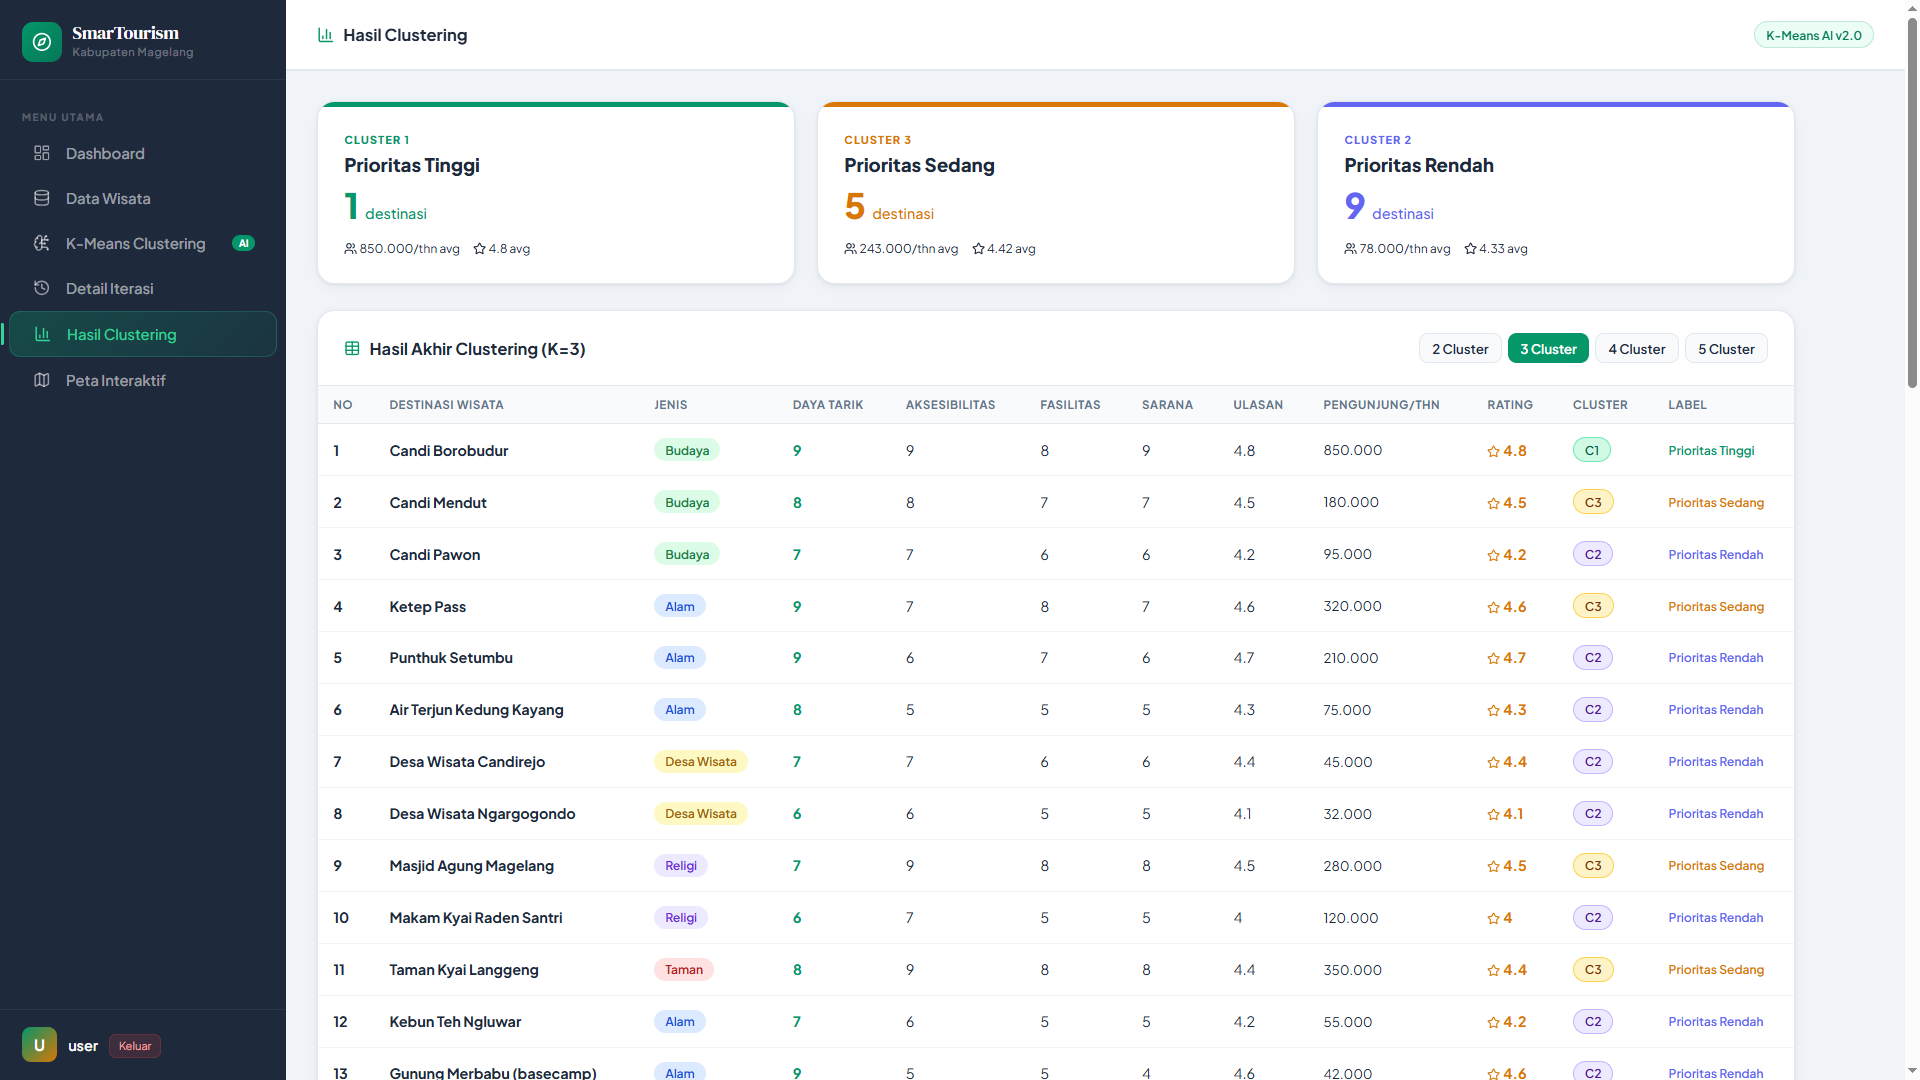 SmarTourism
Kabupaten Magelang
MENU UTAMA
Dashboard
Data Wisata
K-Means Clustering AI
Detail Iterasi
Hasil Clustering
Peta Interaktif
U user Keluar
Hasil Clustering
K-Means AI v2.0
CLUSTER 1
Prioritas Tinggi
1 destinasi
850.000/thn avg 4.8 avg
CLUSTER 3
Prioritas Sedang
5 destinasi
243.000/thn avg 4.42 avg
CLUSTER 2
Prioritas Rendah
9 destinasi
78.000/thn avg 4.33 avg
Hasil Akhir Clustering (K=3)
2 Cluster 3 Cluster 4 Cluster 5 Cluster
NO DESTINASI WISATA JENIS DAYA TARIK AKSESIBILITAS FASILITAS SARANA ULASAN PENGUNJUNG/THN RATING CLUSTER LABEL
1 Candi Borobudur Budaya 9 9 8 9 4.8 850.000 4.8 C1 Prioritas Tinggi
2 Candi Mendut Budaya 8 8 7 7 4.5 180.000 4.5 C3 Prioritas Sedang
3 Candi Pawon Budaya 7 7 6 6 4.2 95.000 4.2 C2 Prioritas Rendah
4 Ketep Pass Alam 9 7 8 7 4.6 320.000 4.6 C3 Prioritas Sedang
5 Punthuk Setumbu Alam 9 6 7 6 4.7 210.000 4.7 C2 Prioritas Rendah
6 Air Terjun Kedung Kayang Alam 8 5 5 5 4.3 75.000 4.3 C2 Prioritas Rendah
7 Desa Wisata Candirejo Desa Wisata 7 7 6 6 4.4 45.000 4.4 C2 Prioritas Rendah
8 Desa Wisata Ngargogondo Desa Wisata 6 6 5 5 4.1 32.000 4.1 C2 Prioritas Rendah
9 Masjid Agung Magelang Religi 7 9 8 8 4.5 280.000 4.5 C3 Prioritas Sedang
10 Makam Kyai Raden Santri Religi 6 7 5 5 4 120.000 4 C2 Prioritas Rendah
11 Taman Kyai Langgeng Taman 8 9 8 8 4.4 350.000 4.4 C3 Prioritas Sedang
12 Kebun Teh Ngluwar Alam 7 6 5 5 4.2 55.000 4.2 C2 Prioritas Rendah
13 Gunung Merbabu (basecamp) Alam 9 5 5 4 4.6 42.000 4.6 C2 Prioritas Rendah